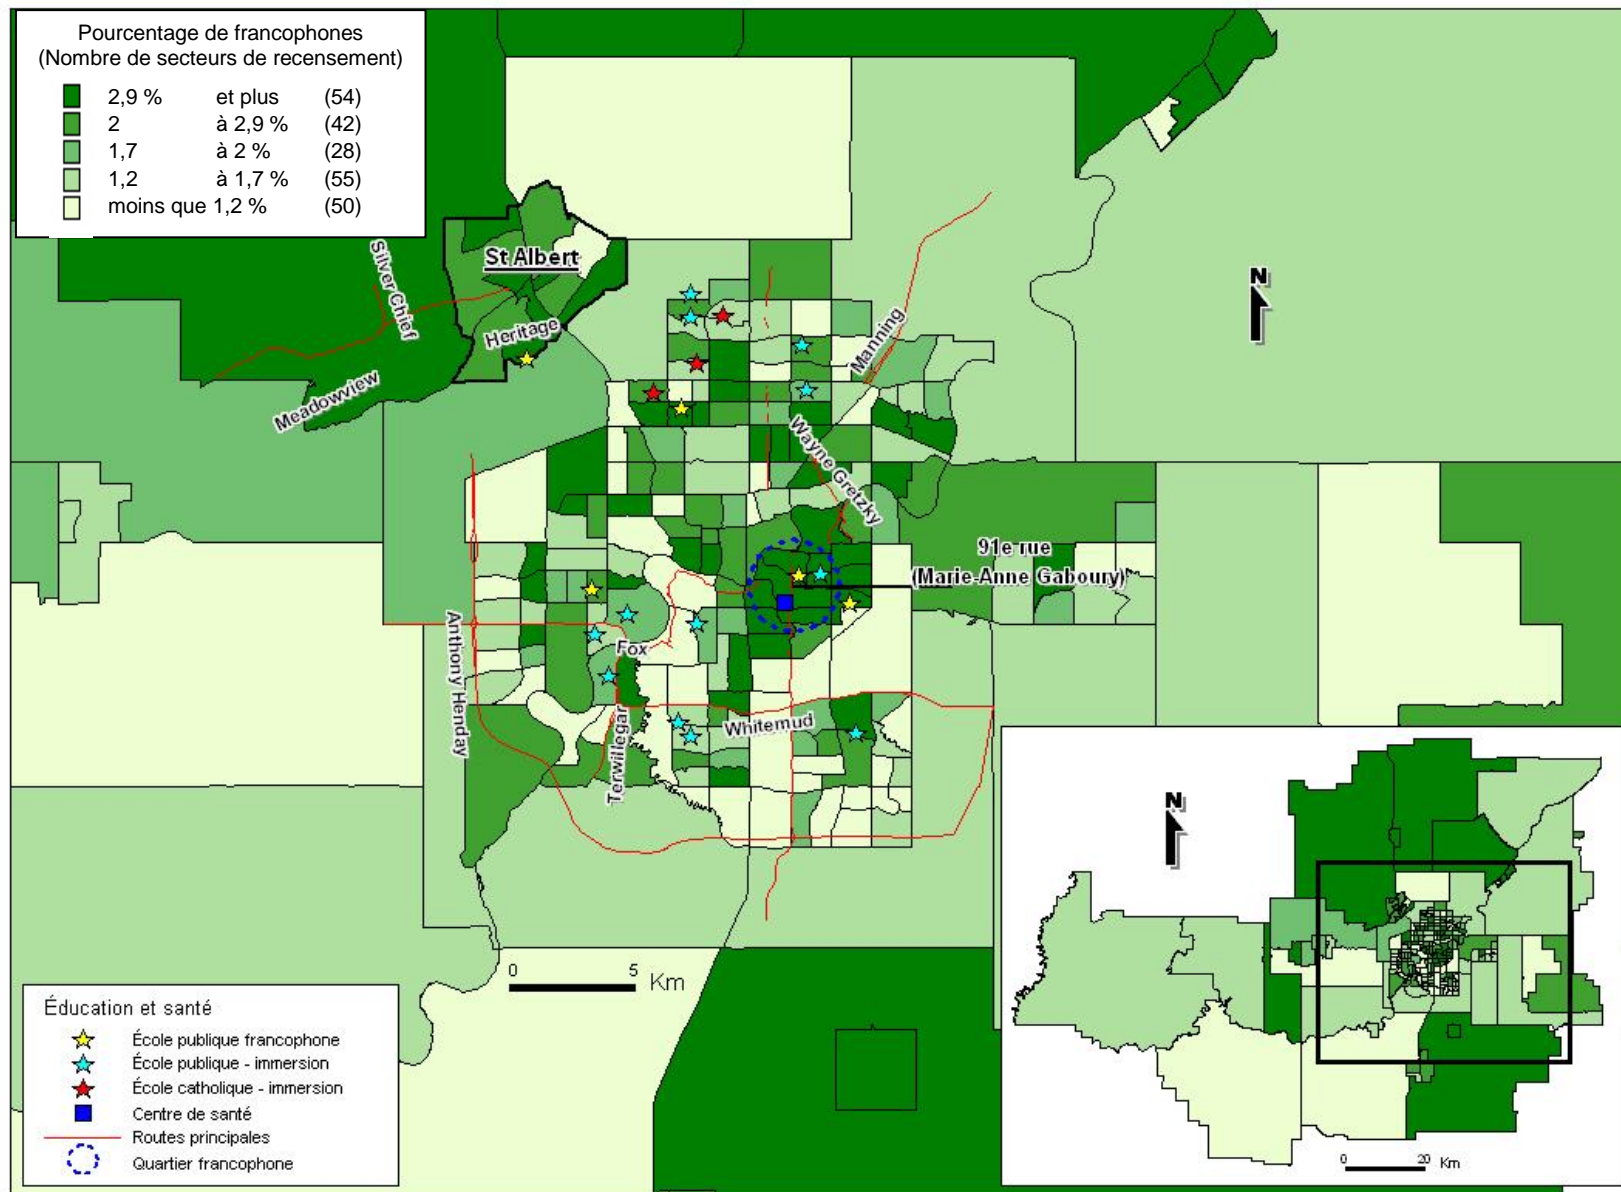 Pourcentage de francophones
(Nombre de secteurs de recensement)
2,9 % et plus (54)
2 à 2,9 % (42)
1,7 à 2 % (28)
1,2 à 1,7 % (55)
moins que 1,2 % (50)
St Albert
Silver Chief
Heritage
Meadowview
N
Manning
Wayne Gretzky
91e rue
(Marie-Anne Gaboury)
Anthony Henday
Fox
Terwillegar
Whitemud
0 5 Km
Éducation et santé
École publique francophone
École publique - immersion
École catholique - immersion
Centre de santé
Routes principales
Quartier francophone
N
0 20 Km